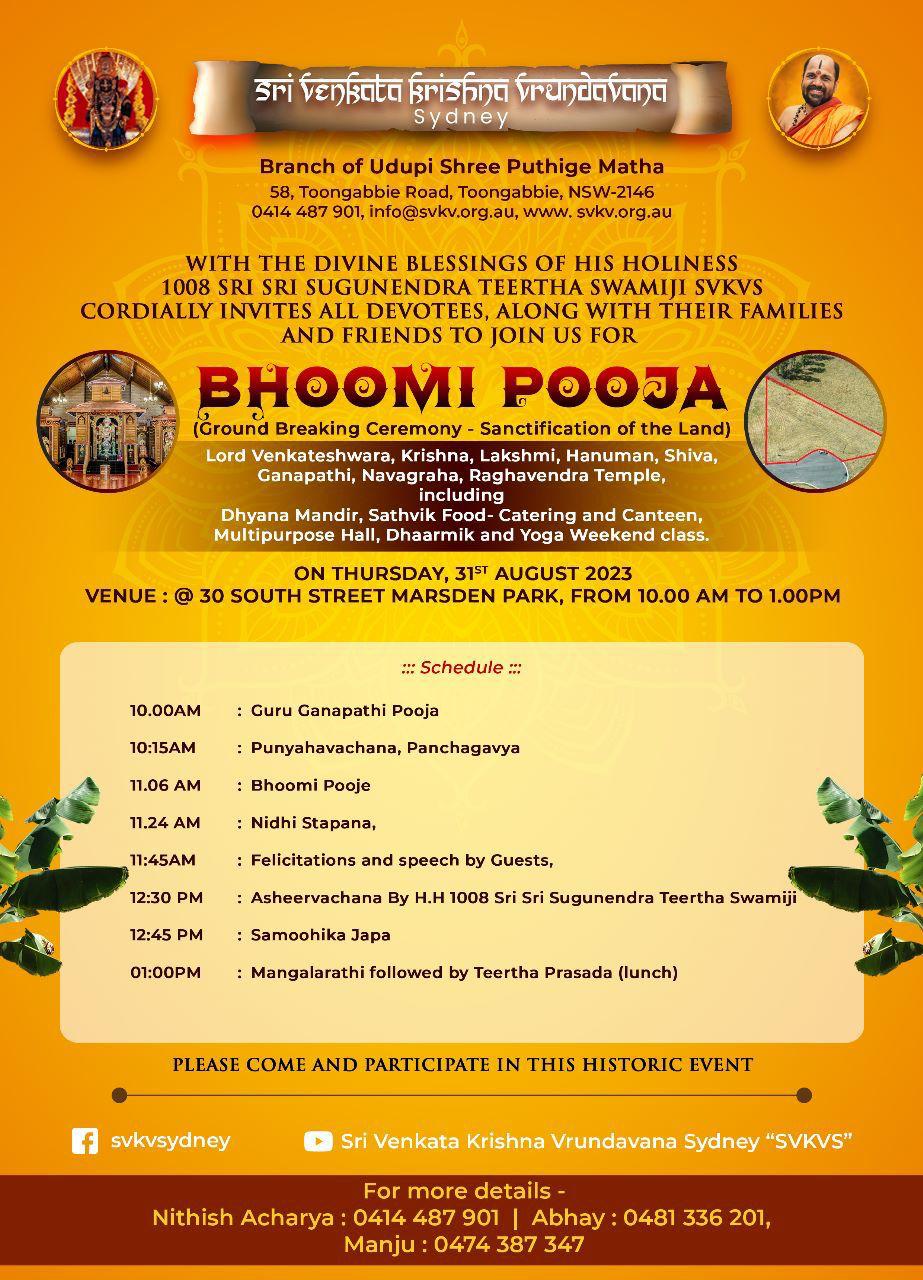 Sri Venkata Krishna Vrundavana
Sydney
Branch of Udupi Shree Puthige Matha
58, Toongabbie Road, Toongabbie, NSW-2146
0414 487 901, info@svkv.org.au, www. svkv.org.au
WITH THE DIVINE BLESSINGS OF HIS HOLINESS
1008 SRI SRI SUGUNENDRA TEERTHA SWAMIJI SVKVS
CORDIALLY INVITES ALL DEVOTEES, ALONG WITH THEIR FAMILIES
AND FRIENDS TO JOIN US FOR
BHOOMI POOJA
(Ground Breaking Ceremony - Sanctification of the Land)
Lord Venkateshwara, Krishna, Lakshmi, Hanuman, Shiva,
Ganapathi, Navagraha, Raghavendra Temple,
including
Dhyana Mandir, Sathvik Food- Catering and Canteen,
Multipurpose Hall, Dhaarmik and Yoga Weekend class.
ON THURSDAY, 31ST AUGUST 2023
VENUE : @ 30 SOUTH STREET MARSDEN PARK, FROM 10.00 AM TO 1.00PM
::: Schedule :::
10.00AM : Guru Ganapathi Pooja
10:15AM : Punyahavachana, Panchagavya
11.06 AM : Bhoomi Pooje
11.24 AM : Nidhi Stapana,
11:45AM : Felicitations and speech by Guests,
12:30 PM : Asheervachana By H.H 1008 Sri Sri Sugunendra Teertha Swamiji
12:45 PM : Samoohika Japa
01:00PM : Mangalarathi followed by Teertha Prasada (lunch)
PLEASE COME AND PARTICIPATE IN THIS HISTORIC EVENT
svkvsydney Sri Venkata Krishna Vrundavana Sydney “SVKVS”
For more details -
Nithish Acharya : 0414 487 901 | Abhay : 0481 336 201,
Manju : 0474 387 347